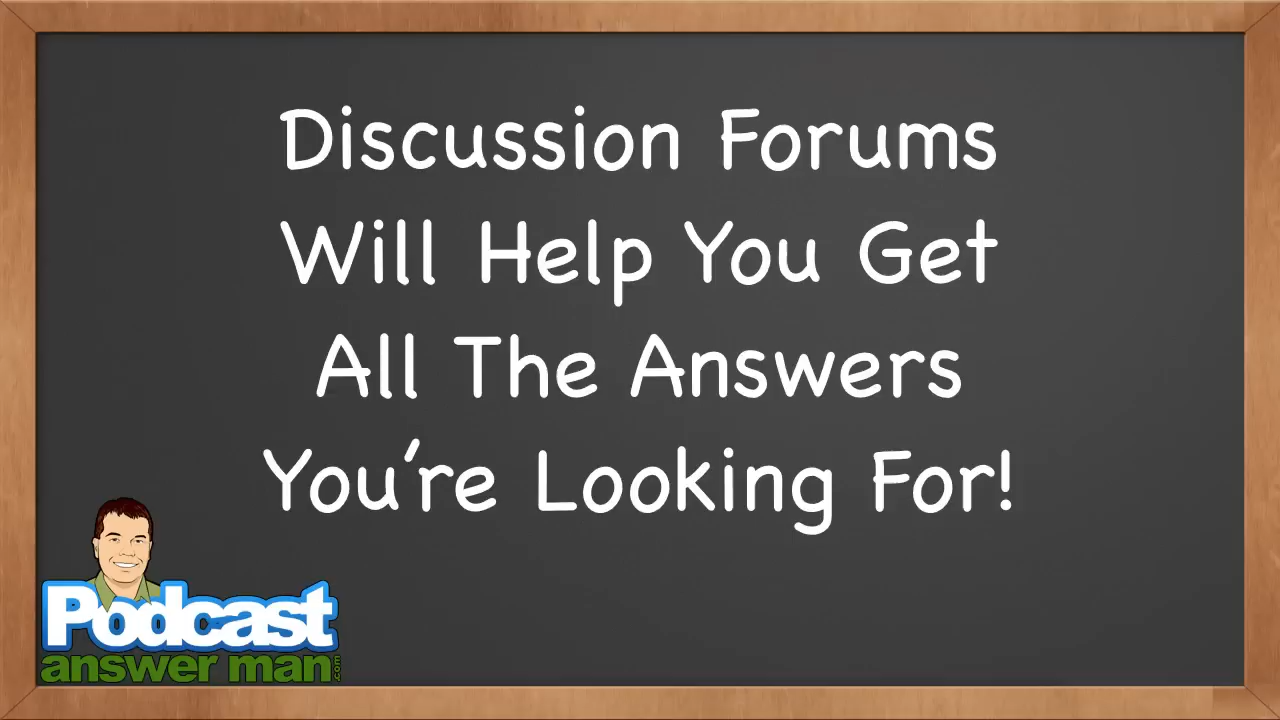 Discussion Forums
Will Help You Get
All The Answers
You're Looking For!
Podcast
answer man.com